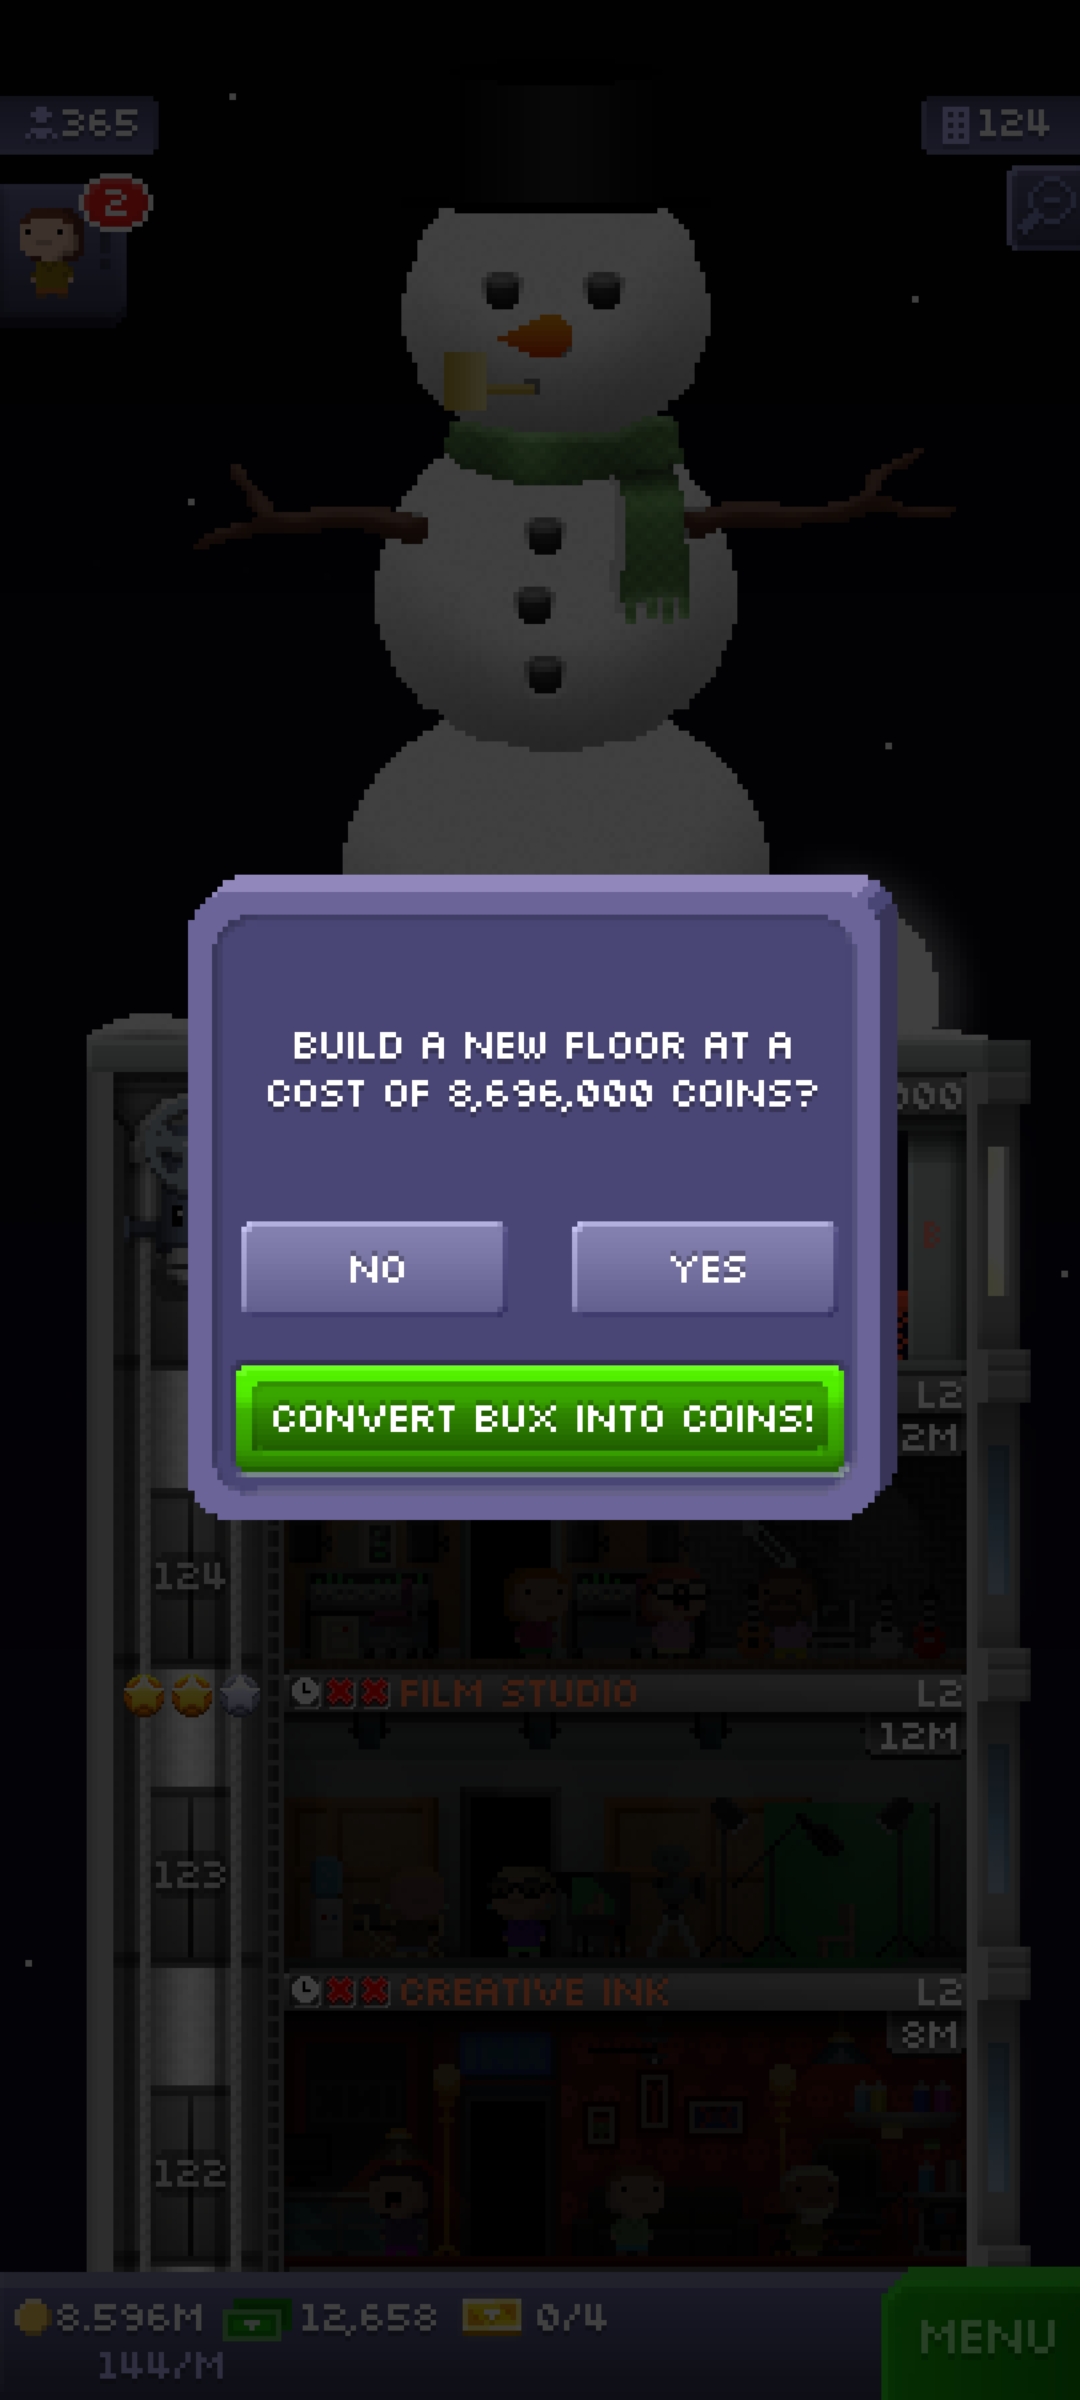 365
124
2
BUILD A NEW FLOOR AT A
COST OF 8,696,000 COINS?
NO
YES
CONVERT BUX INTO COINS!
L2
2M
124
FILM STUDIO
L2
12M
123
CREATIVE INK
L2
8M
122
8.596M
12,658
0/4
144/M
MENU